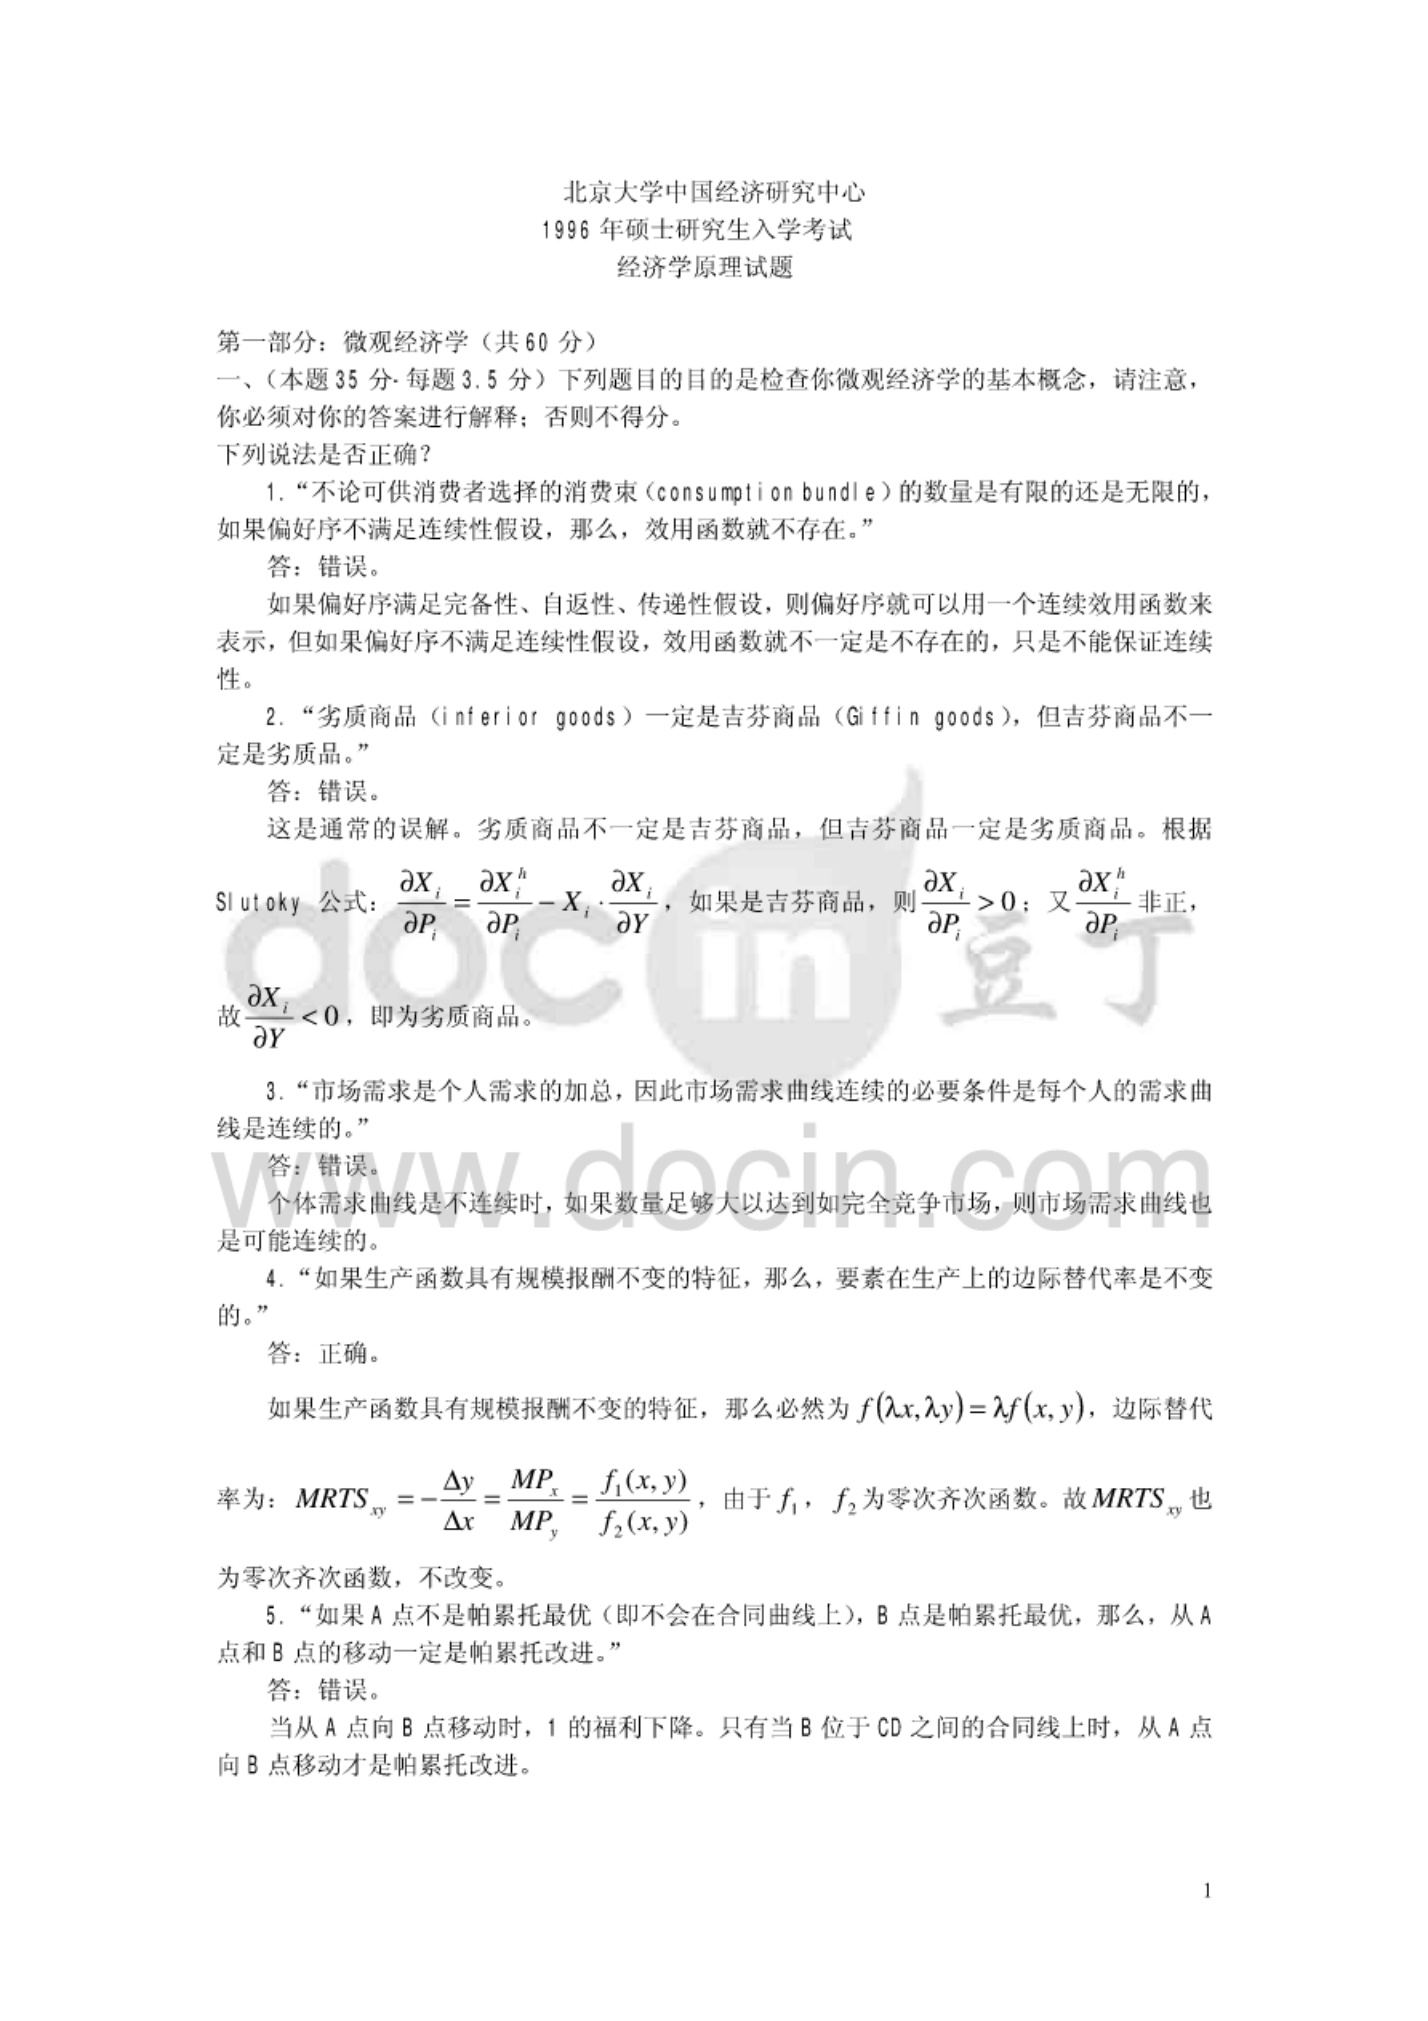 北京大学中国经济研究中心
1996 年硕士研究生入学考试
经济学原理试题
第一部分：微观经济学（共60 分）
一、（本题35 分-每题3.5 分）下列题目的目的是检查你微观经济学的基本概念，请注意，
你必须对你的答案进行解释；否则不得分。
下列说法是否正确？
1.“不论可供消费者选择的消费束（consumption bundle）的数量是有限的还是无限的，
如果偏好序不满足连续性假设，那么，效用函数就不存在。”
答：错误。
如果偏好序满足完备性、自返性、传递性假设，则偏好序就可以用一个连续效用函数来
表示，但如果偏好序不满足连续性假设，效用函数就不一定是不存在的，只是不能保证连续
性。
2.“劣质商品（inferior goods）一定是吉芬商品（Giffin goods），但吉芬商品不一
定是劣质品。”
答：错误。
这是通常的误解。劣质商品不一定是吉芬商品，但吉芬商品一定是劣质商品。根据
Slutoky 公式：∂X_i/∂P_i = ∂X_i^h/∂P_i − X_i · ∂X_i/∂Y，如果是吉芬商品，则 ∂X_i/∂P_i > 0；又 ∂X_i^h/∂P_i 非正，
故 ∂X_i/∂Y < 0，即为劣质商品。
3.“市场需求是个人需求的加总，因此市场需求曲线连续的必要条件是每个人的需求曲
线是连续的。”
答：错误。
个体需求曲线是不连续时，如果数量足够大以达到如完全竞争市场，则市场需求曲线也
是可能连续的。
4.“如果生产函数具有规模报酬不变的特征，那么，要素在生产上的边际替代率是不变
的。”
答：正确。
如果生产函数具有规模报酬不变的特征，那么必然为 f(λx, λy) = λf(x, y)，边际替代
率为：MRTS_xy = −Δy/Δx = MP_x/MP_y = f_1(x, y)/f_2(x, y)，由于 f_1，f_2 为零次齐次函数。故 MRTS_xy 也
为零次齐次函数，不改变。
5.“如果A 点不是帕累托最优（即不会在合同曲线上），B 点是帕累托最优，那么，从A
点和B 点的移动一定是帕累托改进。”
答：错误。
当从A 点向B 点移动时，1 的福利下降。只有当B 位于CD 之间的合同线上时，从A 点
向B 点移动才是帕累托改进。
1
docin 豆丁
www.docin.com